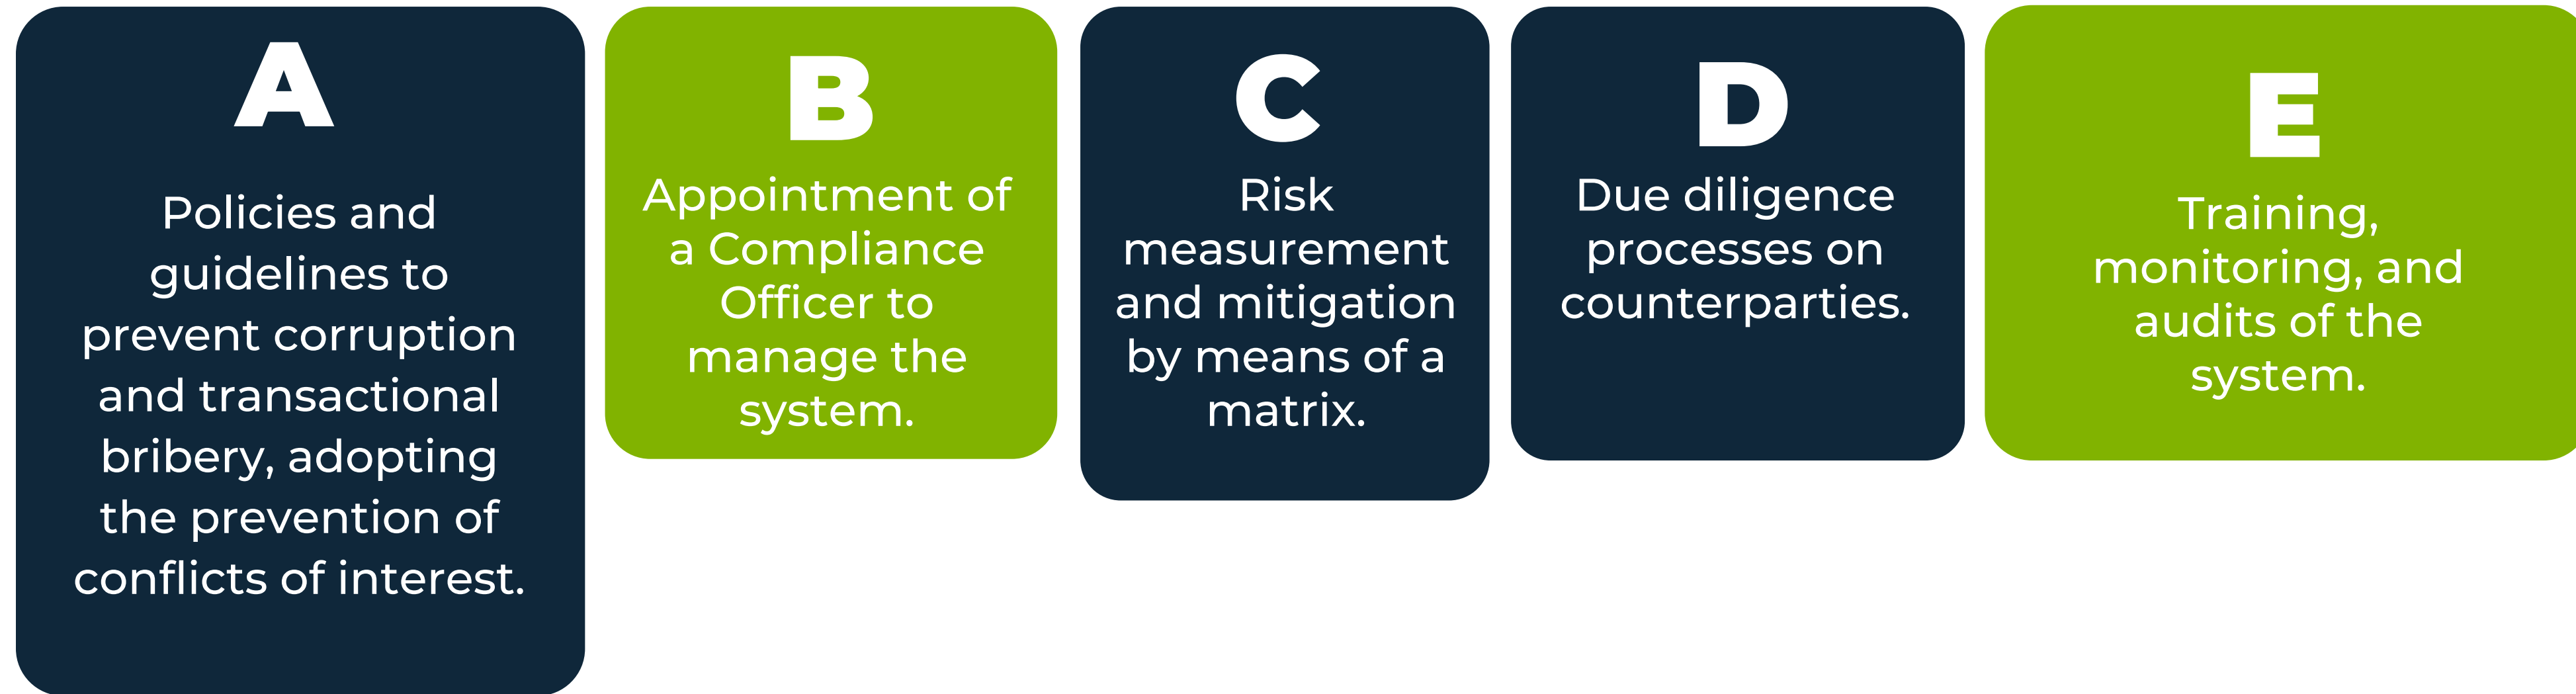 A
Policies and
guidelines to
prevent corruption
and transactional
bribery, adopting
the prevention of
conflicts of interest.
B
Appointment of
a Compliance
Officer to
manage the
system.
C
Risk
measurement
and mitigation
by means of a
matrix.
D
Due diligence
processes on
counterparties.
E
Training,
monitoring, and
audits of the
system.